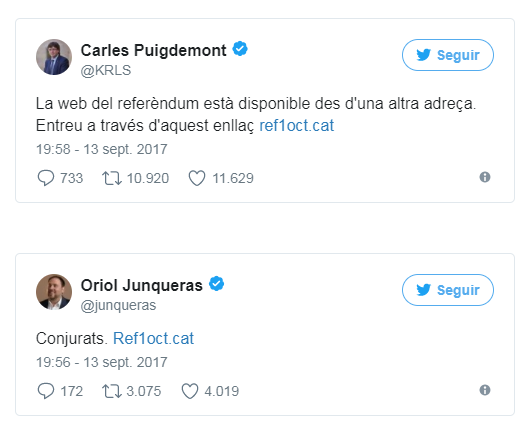 Carles Puigdemont
@KRLS
Seguir
La web del referèndum està disponible des d'una altra adreça.
Entreu a través d'aquest enllaç ref1oct.cat
19:58 - 13 sept. 2017
733 10.920 11.629
Oriol Junqueras
@junqueras
Seguir
Conjurats. Ref1oct.cat
19:56 - 13 sept. 2017
172 3.075 4.019